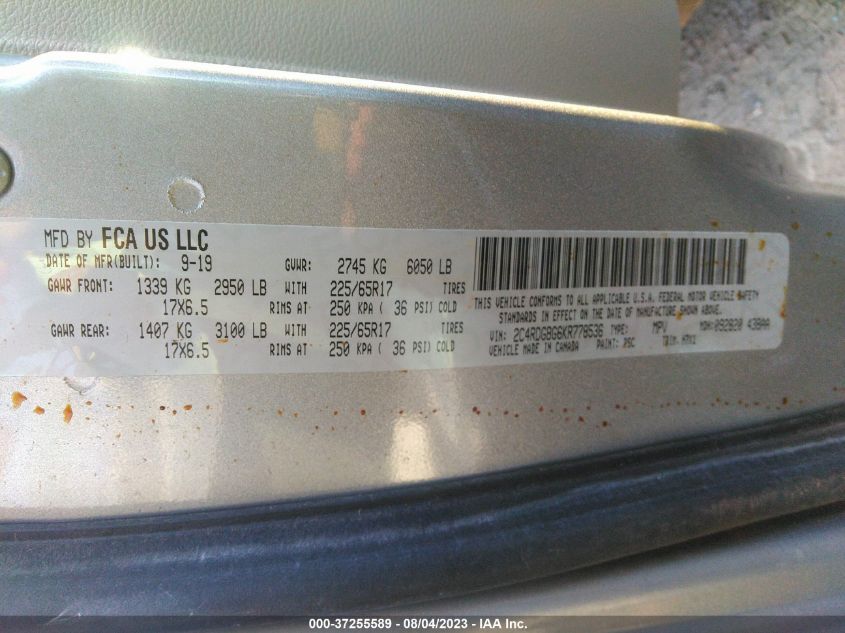 MFD BY FCA US LLC
DATE OF MFR(BUILT): 9-19 GVWR: 2745 KG 6050 LB
GAWR FRONT: 1339 KG 2950 LB WITH 225/65R17 TIRES
17X6.5 RIMS AT 250 KPA ( 36 PSI) COLD
GAWR REAR: 1407 KG 3100 LB WITH 225/65R17 TIRES
17X6.5 RIMS AT 250 KPA ( 36 PSI) COLD
THIS VEHICLE CONFORMS TO ALL APPLICABLE U.S.A. FEDERAL MOTOR VEHICLE SAFETY
STANDARDS IN EFFECT ON THE DATE OF MANUFACTURE SHOWN ABOVE
VIN: 2C4RDGBG6KR778536 TYPE: MPV MDH: 092820 438AA
VEHICLE MADE IN CANADA PAINT: PSC TRIM:
000-37255589 - 08/04/2023 - IAA Inc.